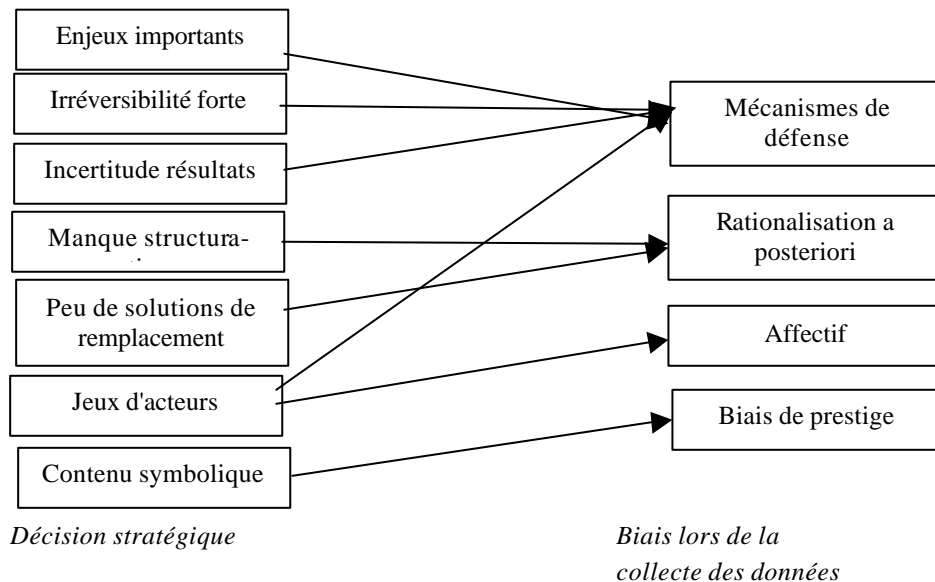 Enjeux importants
Irréversibilité forte
Incertitude résultats
Manque structura-
Peu de solutions de
remplacement
Jeux d'acteurs
Contenu symbolique
Décision stratégique
Mécanismes de
défense
Rationalisation a
posteriori
Affectif
Biais de prestige
Biais lors de la
collecte des données